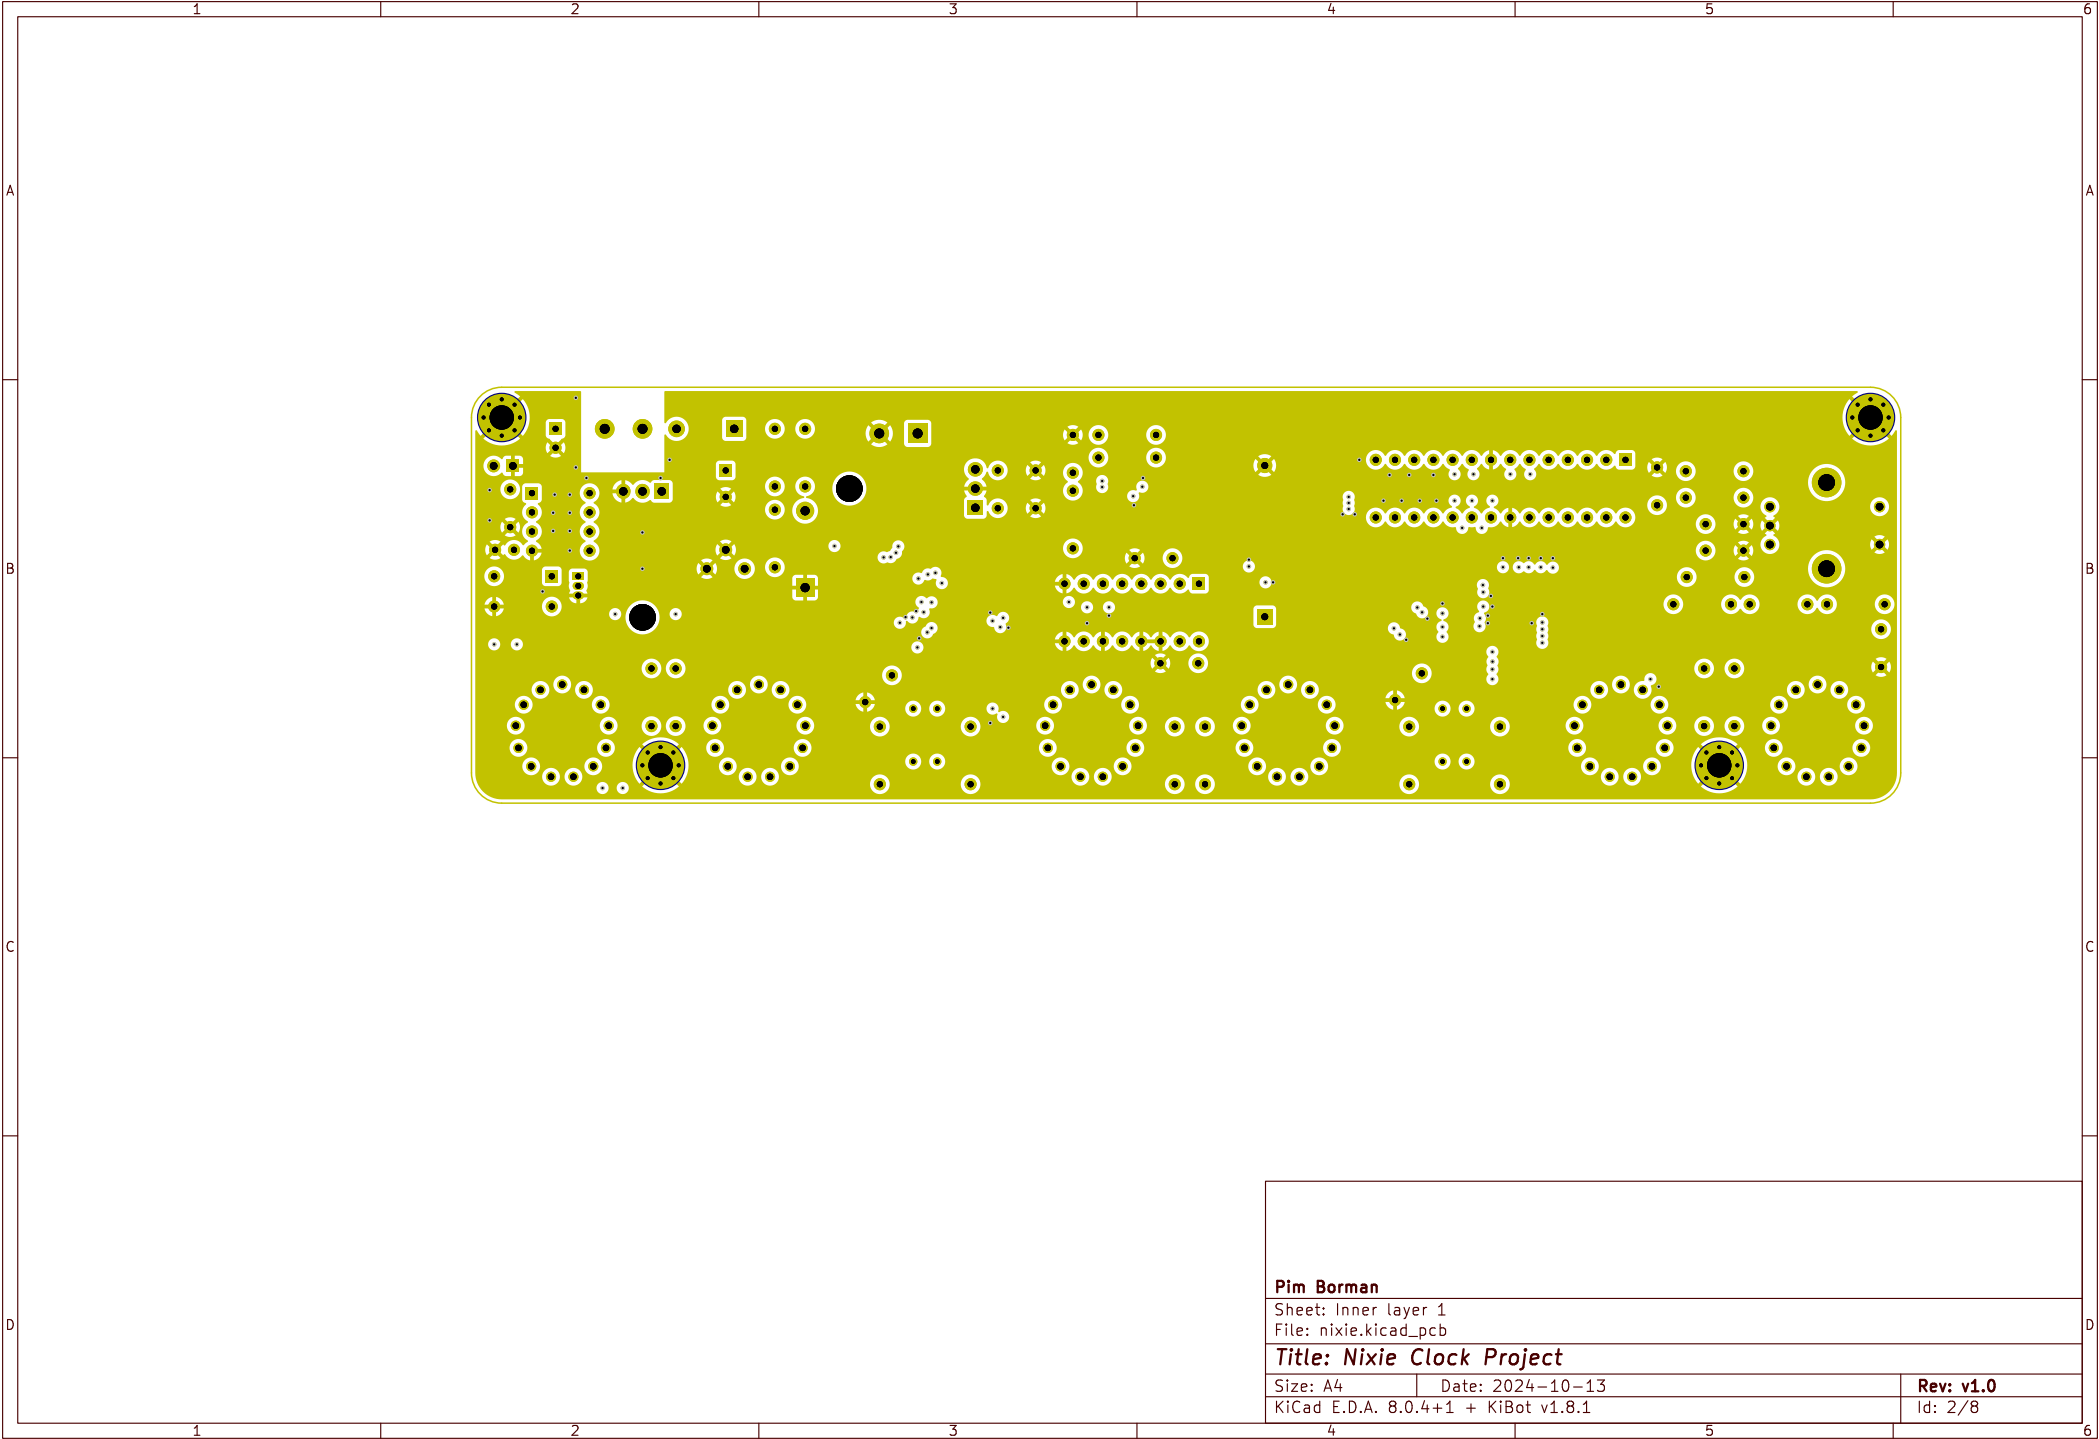 1 2 3 4 5 6
A A
B B
C C
D D
Pim Borman
Sheet: Inner layer 1
File: nixie.kicad_pcb
Title: Nixie Clock Project
Size: A4 Date: 2024-10-13 Rev: v1.0
KiCad E.D.A. 8.0.4+1 + KiBot v1.8.1 Id: 2/8
1 2 3 4 5 6